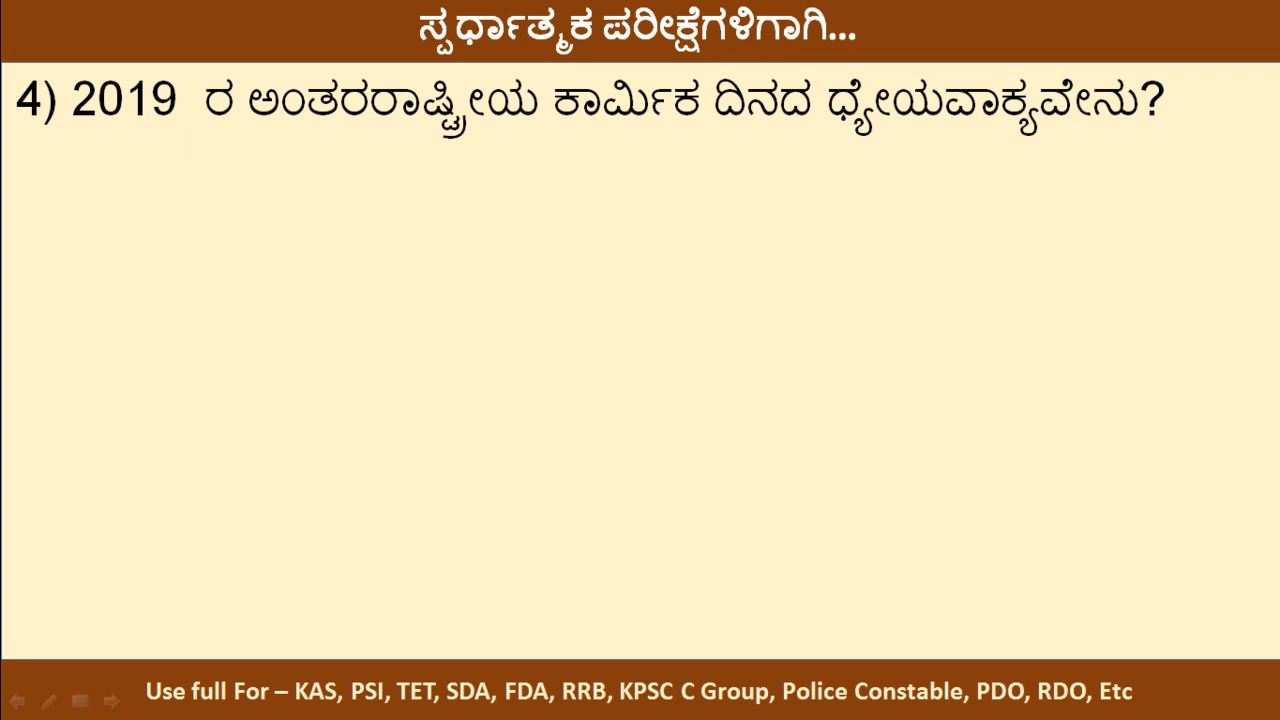 ಸ್ಪರ್ಧಾತ್ಮಕ ಪರೀಕ್ಷೆಗಳಿಗಾಗಿ...
4) 2019 ರ ಅಂತರರಾಷ್ಟ್ರೀಯ ಕಾರ್ಮಿಕ ದಿನದ ಧ್ಯೇಯವಾಕ್ಯವೇನು?
Use full For – KAS, PSI, TET, SDA, FDA, RRB, KPSC C Group, Police Constable, PDO, RDO, Etc